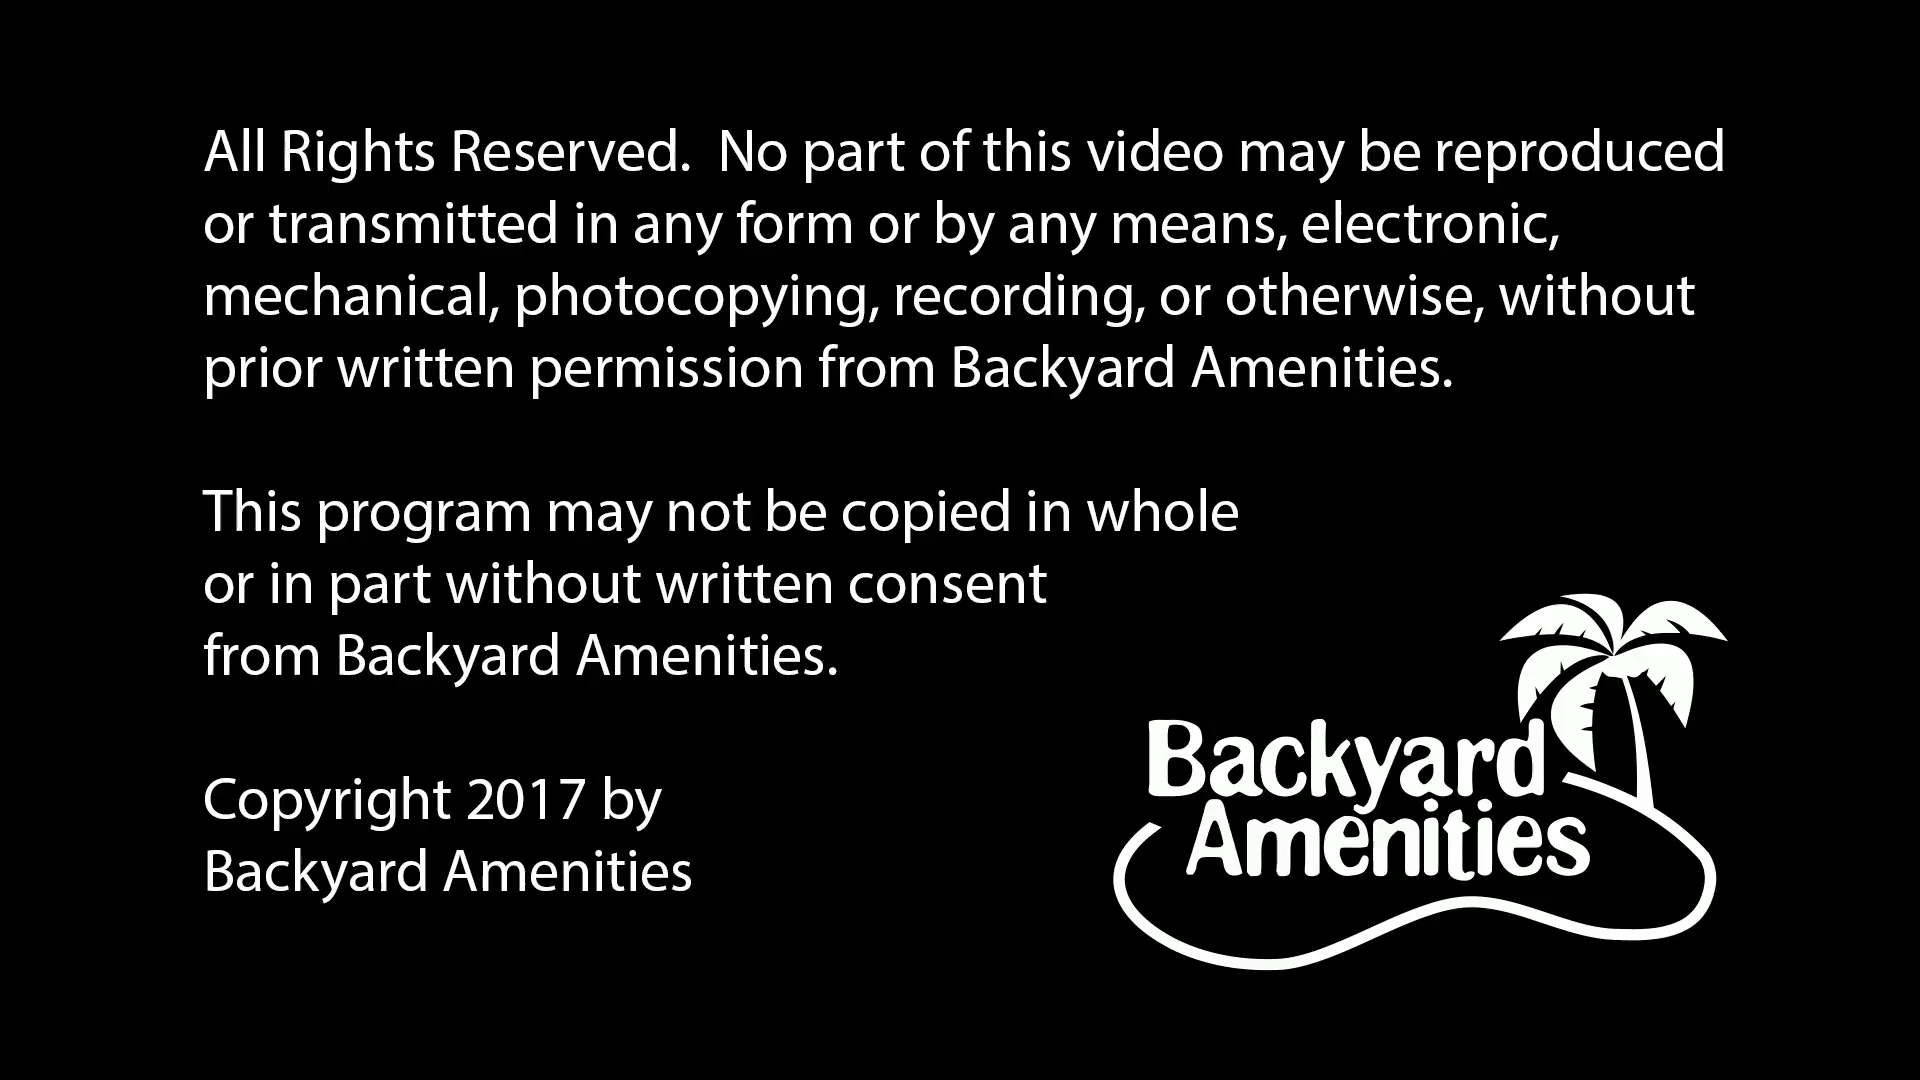 All Rights Reserved.  No part of this video may be reproduced
or transmitted in any form or by any means, electronic,
mechanical, photocopying, recording, or otherwise, without
prior written permission from Backyard Amenities.
This program may not be copied in whole
or in part without written consent
from Backyard Amenities.
Copyright 2017 by
Backyard Amenities
Backyard
Amenities